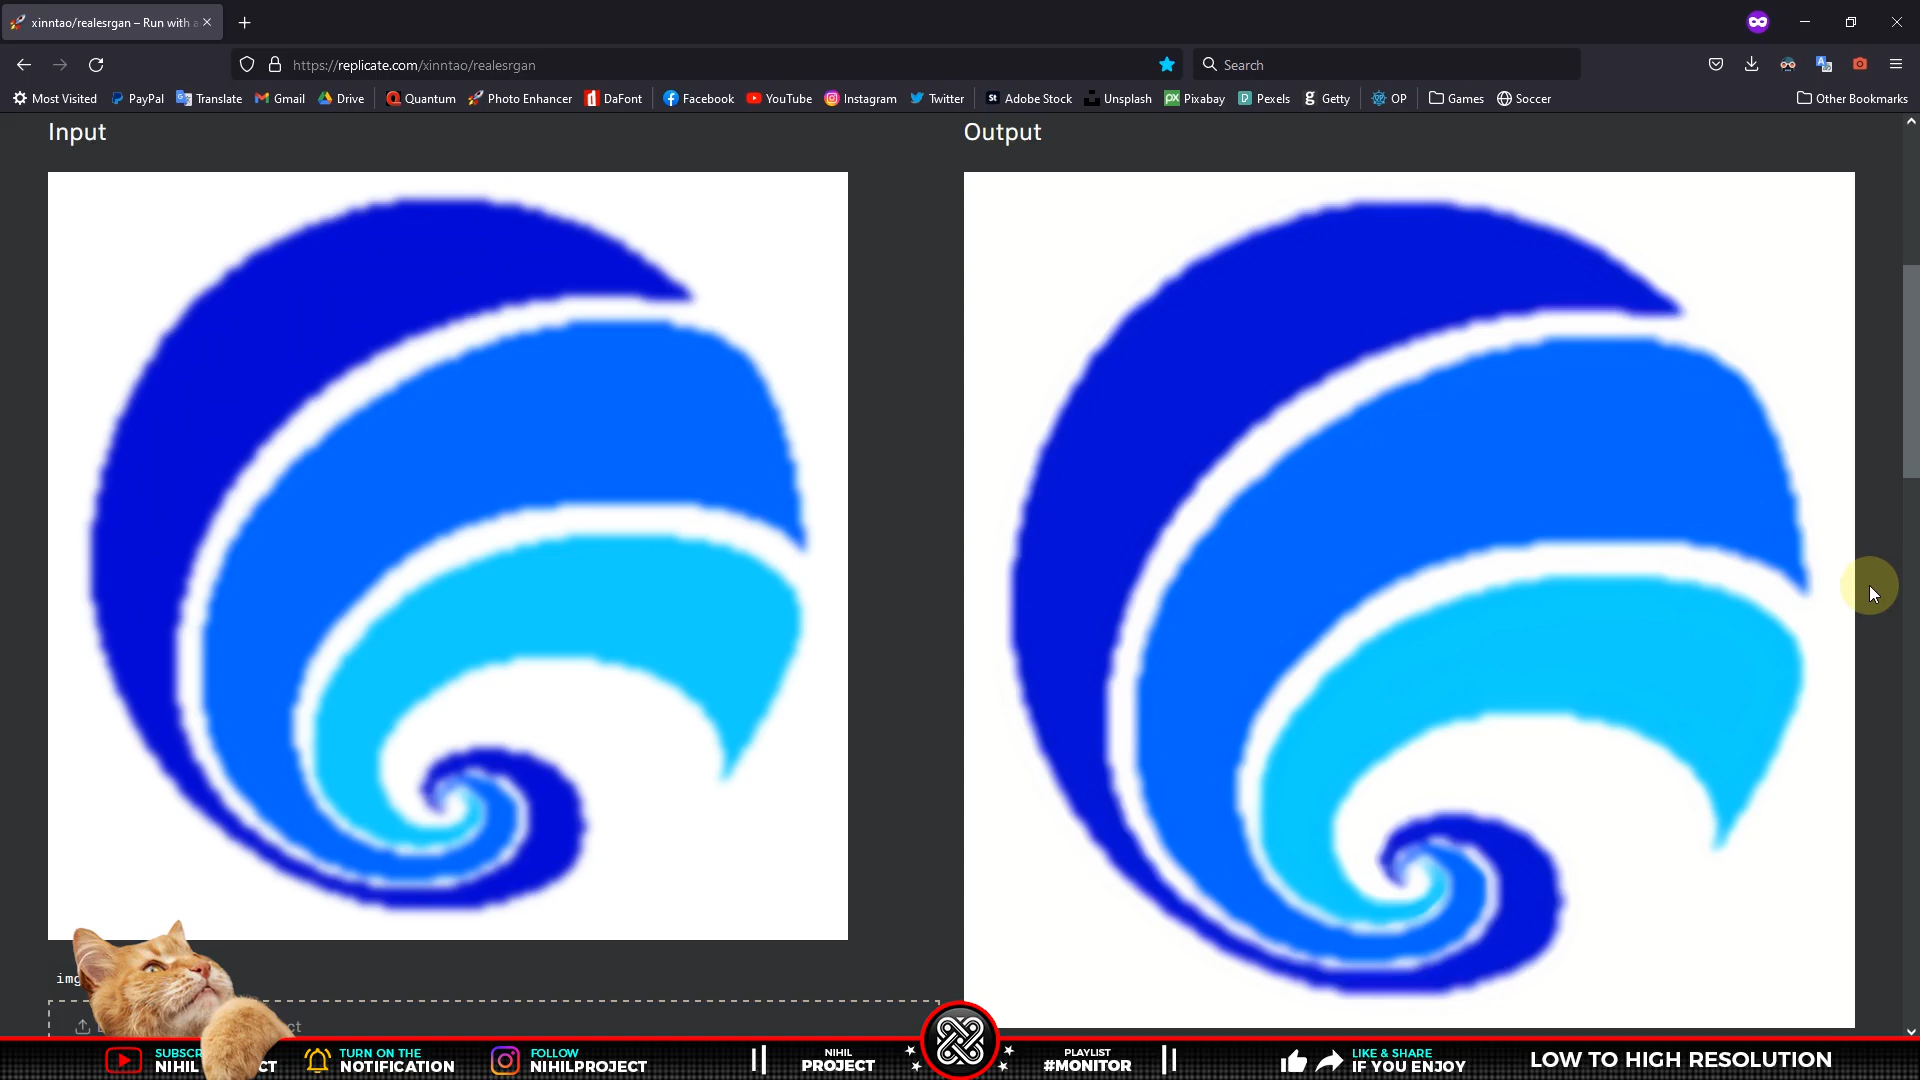 xinntao/realesrgan – Run with a
https://replicate.com/xinntao/realesrgan
Search
Most Visited PayPal Translate Gmail Drive Quantum Photo Enhancer DaFont Facebook YouTube Instagram Twitter Adobe Stock Unsplash Pixabay Pexels Getty OP Games Soccer Other Bookmarks
Input
Output
img
SUBSCR
NIHIL CT
TURN ON THE
NOTIFICATION
FOLLOW
NIHILPROJECT
NIHIL
PROJECT
PLAYLIST
#MONITOR
LIKE & SHARE
IF YOU ENJOY
LOW TO HIGH RESOLUTION